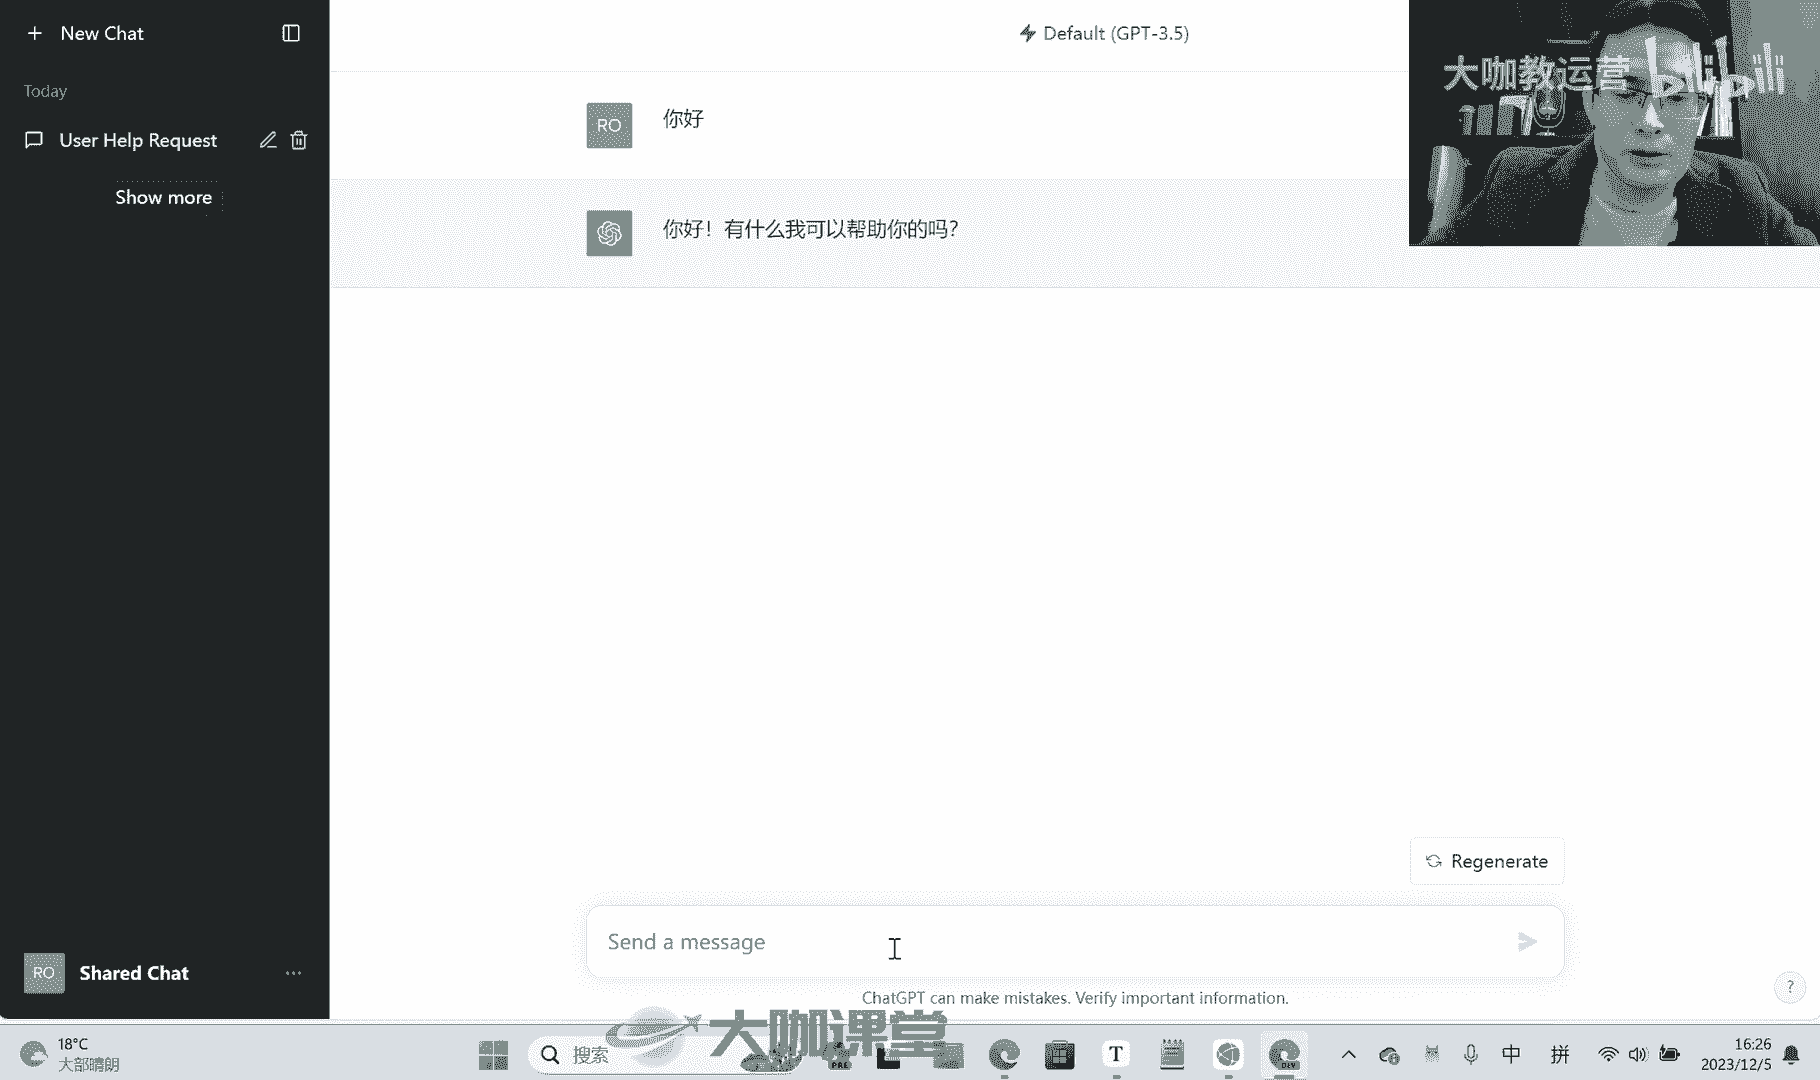 New Chat
Today
User Help Request
Show more
RO
Shared Chat
Default (GPT-3.5)
RO
你好
你好！有什么我可以帮助你的吗？
大咖教运营
bilibili
Regenerate
Send a message
ChatGPT can make mistakes. Verify important information.
?
大咖课堂
18°C
大部晴朗
搜索
PRE
T
DEV
中
拼
16:26
2023/12/5